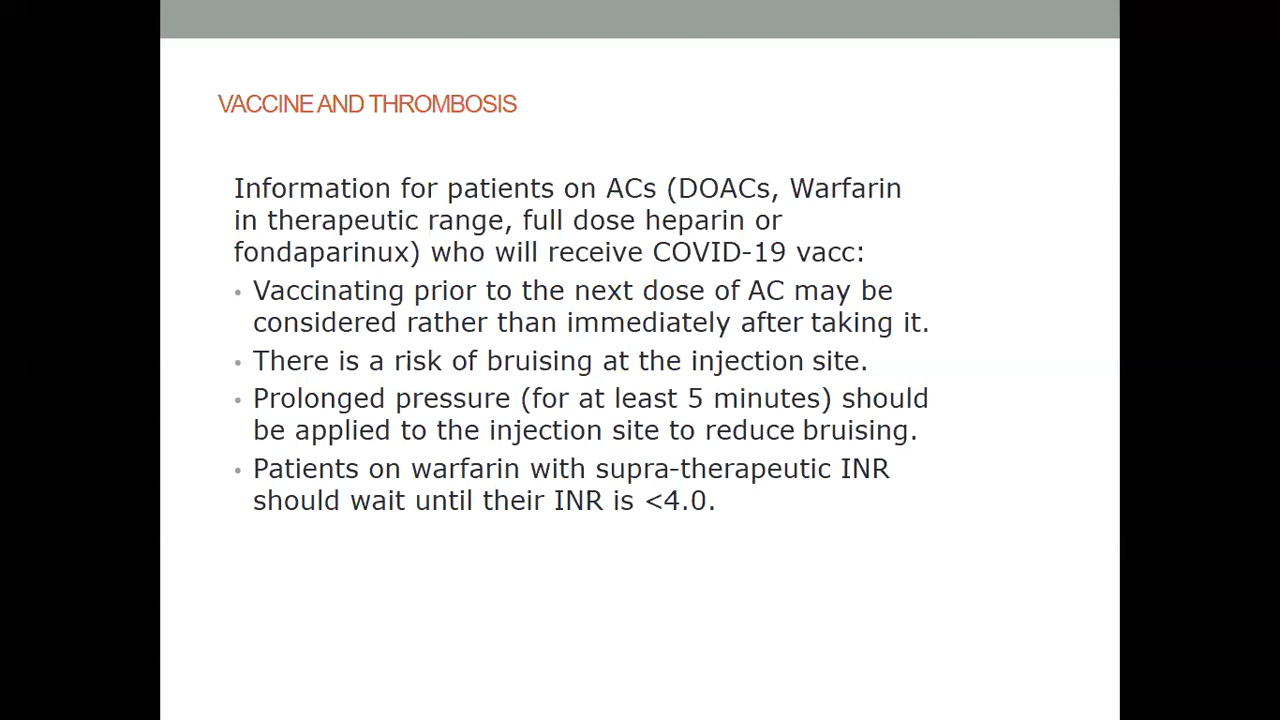 VACCINE AND THROMBOSIS
Information for patients on ACs (DOACs, Warfarin
in therapeutic range, full dose heparin or
fondaparinux) who will receive COVID-19 vacc:
• Vaccinating prior to the next dose of AC may be
considered rather than immediately after taking it.
• There is a risk of bruising at the injection site.
• Prolonged pressure (for at least 5 minutes) should
be applied to the injection site to reduce bruising.
• Patients on warfarin with supra-therapeutic INR
should wait until their INR is <4.0.